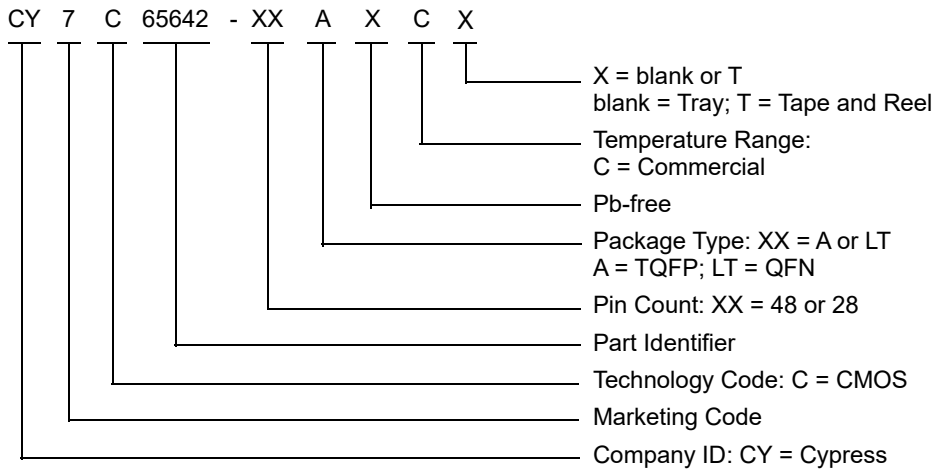 CY 7 C 65642 - XX A X C X
X = blank or T
blank = Tray; T = Tape and Reel
Temperature Range:
C = Commercial
Pb-free
Package Type: XX = A or LT
A = TQFP; LT = QFN
Pin Count: XX = 48 or 28
Part Identifier
Technology Code: C = CMOS
Marketing Code
Company ID: CY = Cypress